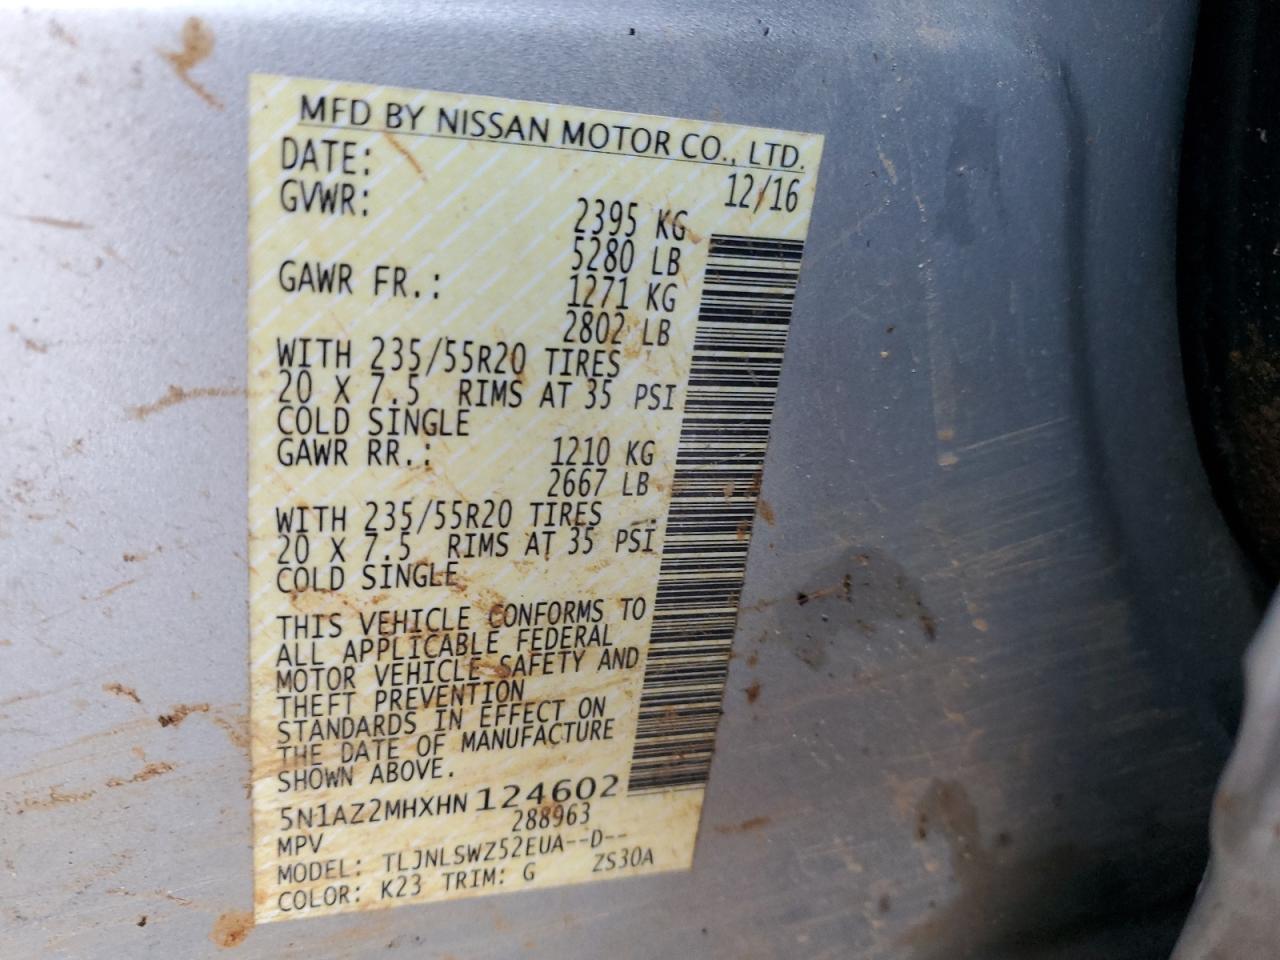 MFD BY NISSAN MOTOR CO., LTD.
DATE: 12/16
GVWR: 2395 KG
5280 LB
GAWR FR.: 1271 KG
2802 LB
WITH 235/55R20 TIRES
20 X 7.5 RIMS AT 35 PSI
COLD SINGLE
GAWR RR.: 1210 KG
2667 LB
WITH 235/55R20 TIRES
20 X 7.5 RIMS AT 35 PSI
COLD SINGLE
THIS VEHICLE CONFORMS TO
ALL APPLICABLE FEDERAL
MOTOR VEHICLE SAFETY AND
THEFT PREVENTION
STANDARDS IN EFFECT ON
THE DATE OF MANUFACTURE
SHOWN ABOVE.
5N1AZ2MHXHN124602
MPV 288963
MODEL: TLJNLSWZ52EUA--D--
COLOR: K23 TRIM: G ZS30A